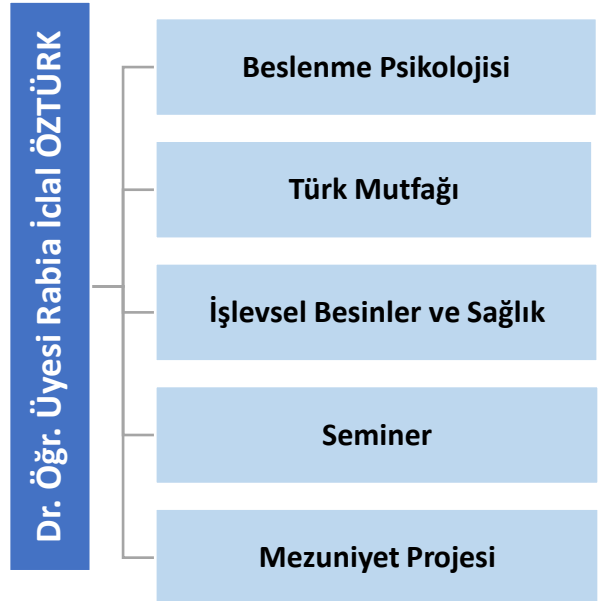 Dr. Öğr. Üyesi Rabia İclal ÖZTÜRK
Beslenme Psikolojisi
Türk Mutfağı
İşlevsel Besinler ve Sağlık
Seminer
Mezuniyet Projesi